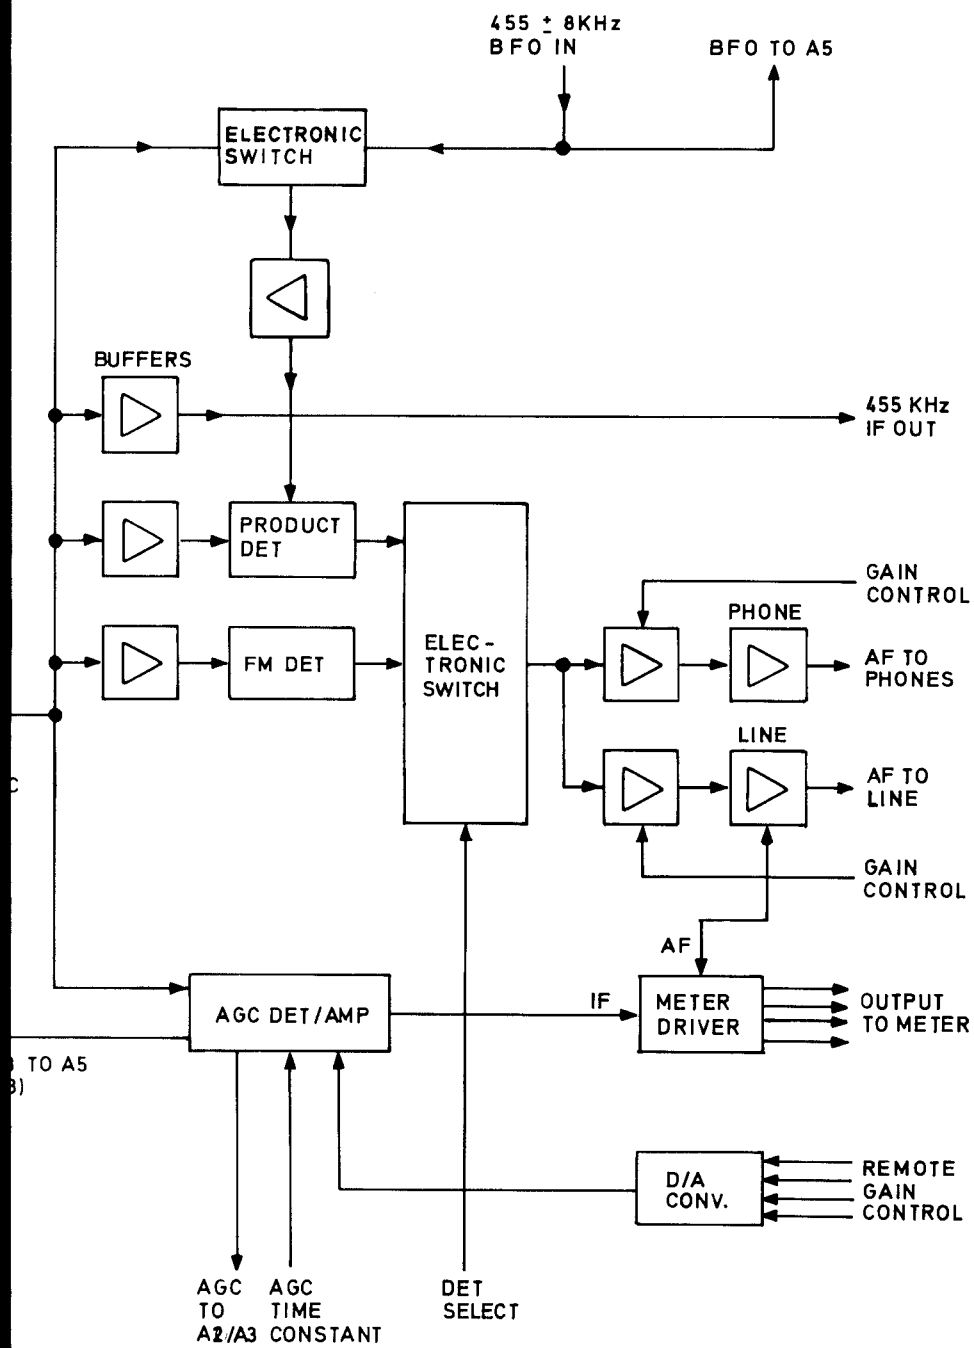 455 ± 8KHz
BFO IN
BFO TO A5
ELECTRONIC
SWITCH
BUFFERS
455 KHz
IF OUT
PRODUCT
DET
GAIN
CONTROL
PHONE
ELEC-
TRONIC
SWITCH
FM DET
AF TO
PHONES
LINE
AF TO
LINE
C
GAIN
CONTROL
AF
AGC DET/AMP
IF
METER
DRIVER
OUTPUT
TO METER
TO A5
D/A
CONV.
REMOTE
GAIN
CONTROL
AGC
TO
A2/A3
AGC
TIME
CONSTANT
DET
SELECT